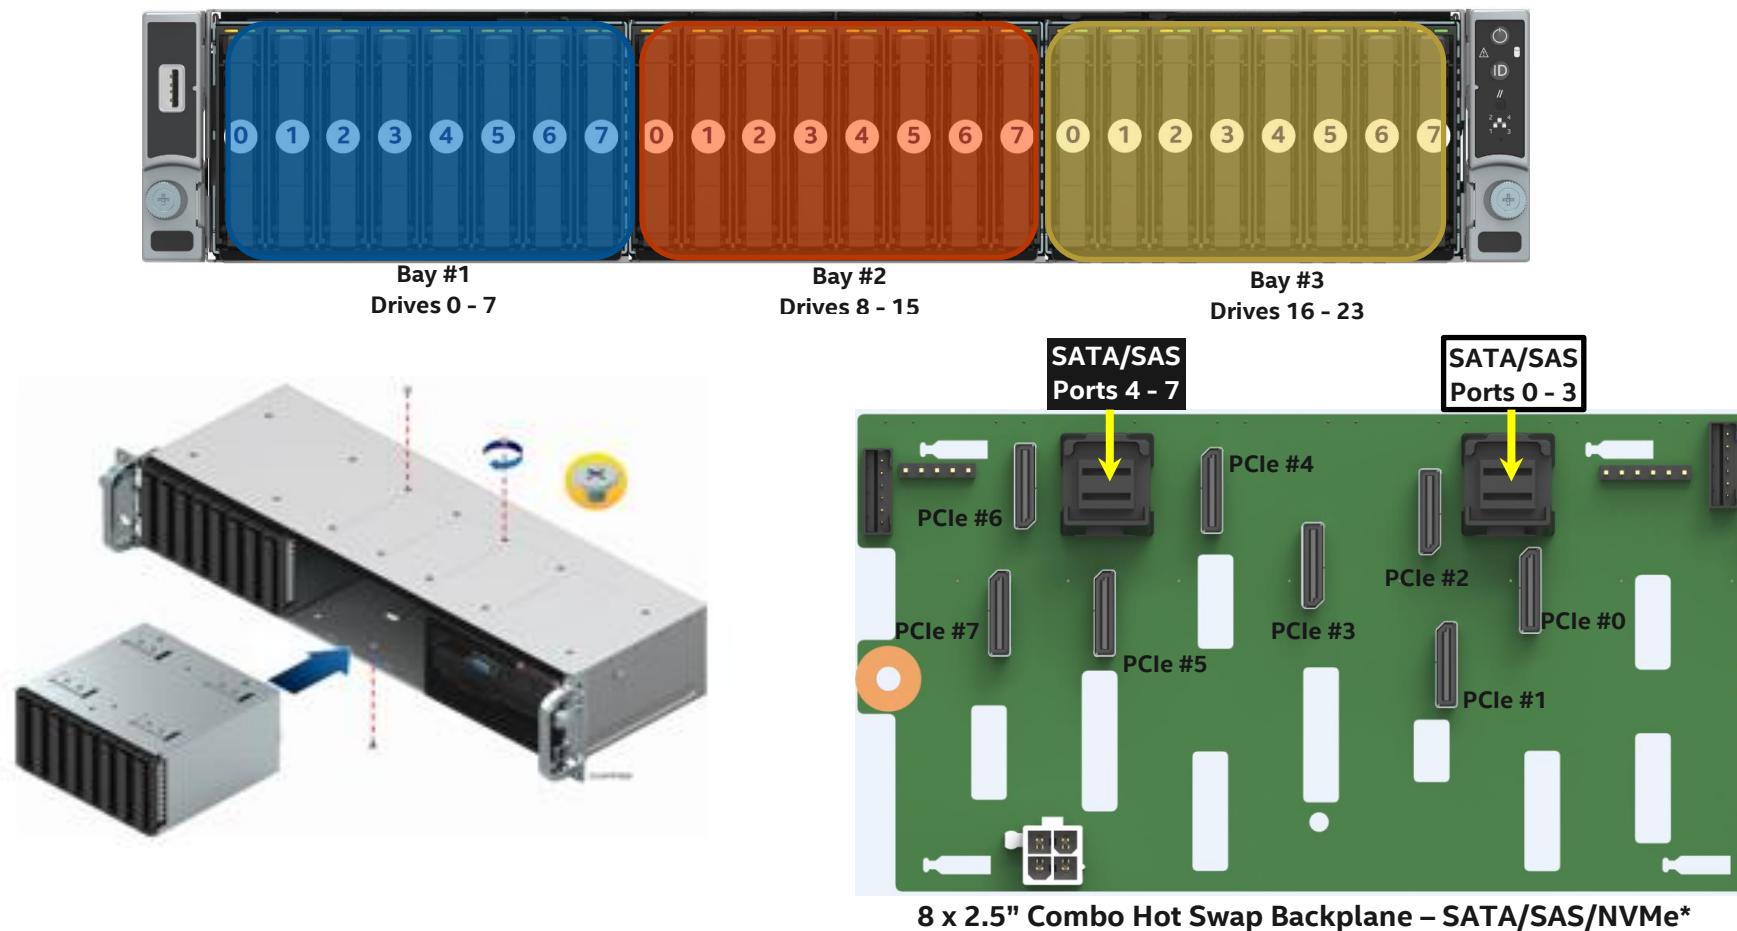 ID
2 4
1 3
0 1 2 3 4 5 6 7
0 1 2 3 4 5 6 7
0 1 2 3 4 5 6 7
Bay #1
Drives 0 - 7
Bay #2
Drives 8 - 15
Bay #3
Drives 16 - 23
SATA/SAS
Ports 4 - 7
SATA/SAS
Ports 0 - 3
PCIe #4
PCIe #6
PCIe #2
PCIe #7
PCIe #3
PCIe #0
PCIe #5
PCIe #1
8 x 2.5” Combo Hot Swap Backplane – SATA/SAS/NVMe*